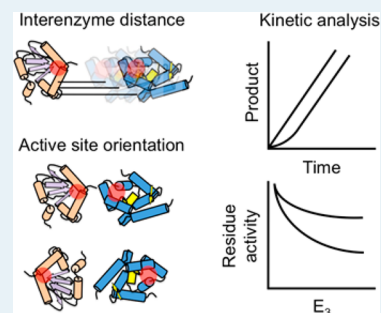 Interenzyme distance
Active site orientation
Kinetic analysis
Product
Time
Residue
activity
E3